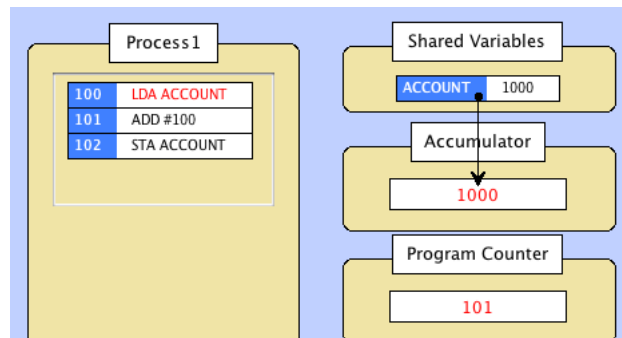 Process1
100 LDA ACCOUNT
101 ADD #100
102 STA ACCOUNT
Shared Variables
ACCOUNT 1000
Accumulator
1000
Program Counter
101